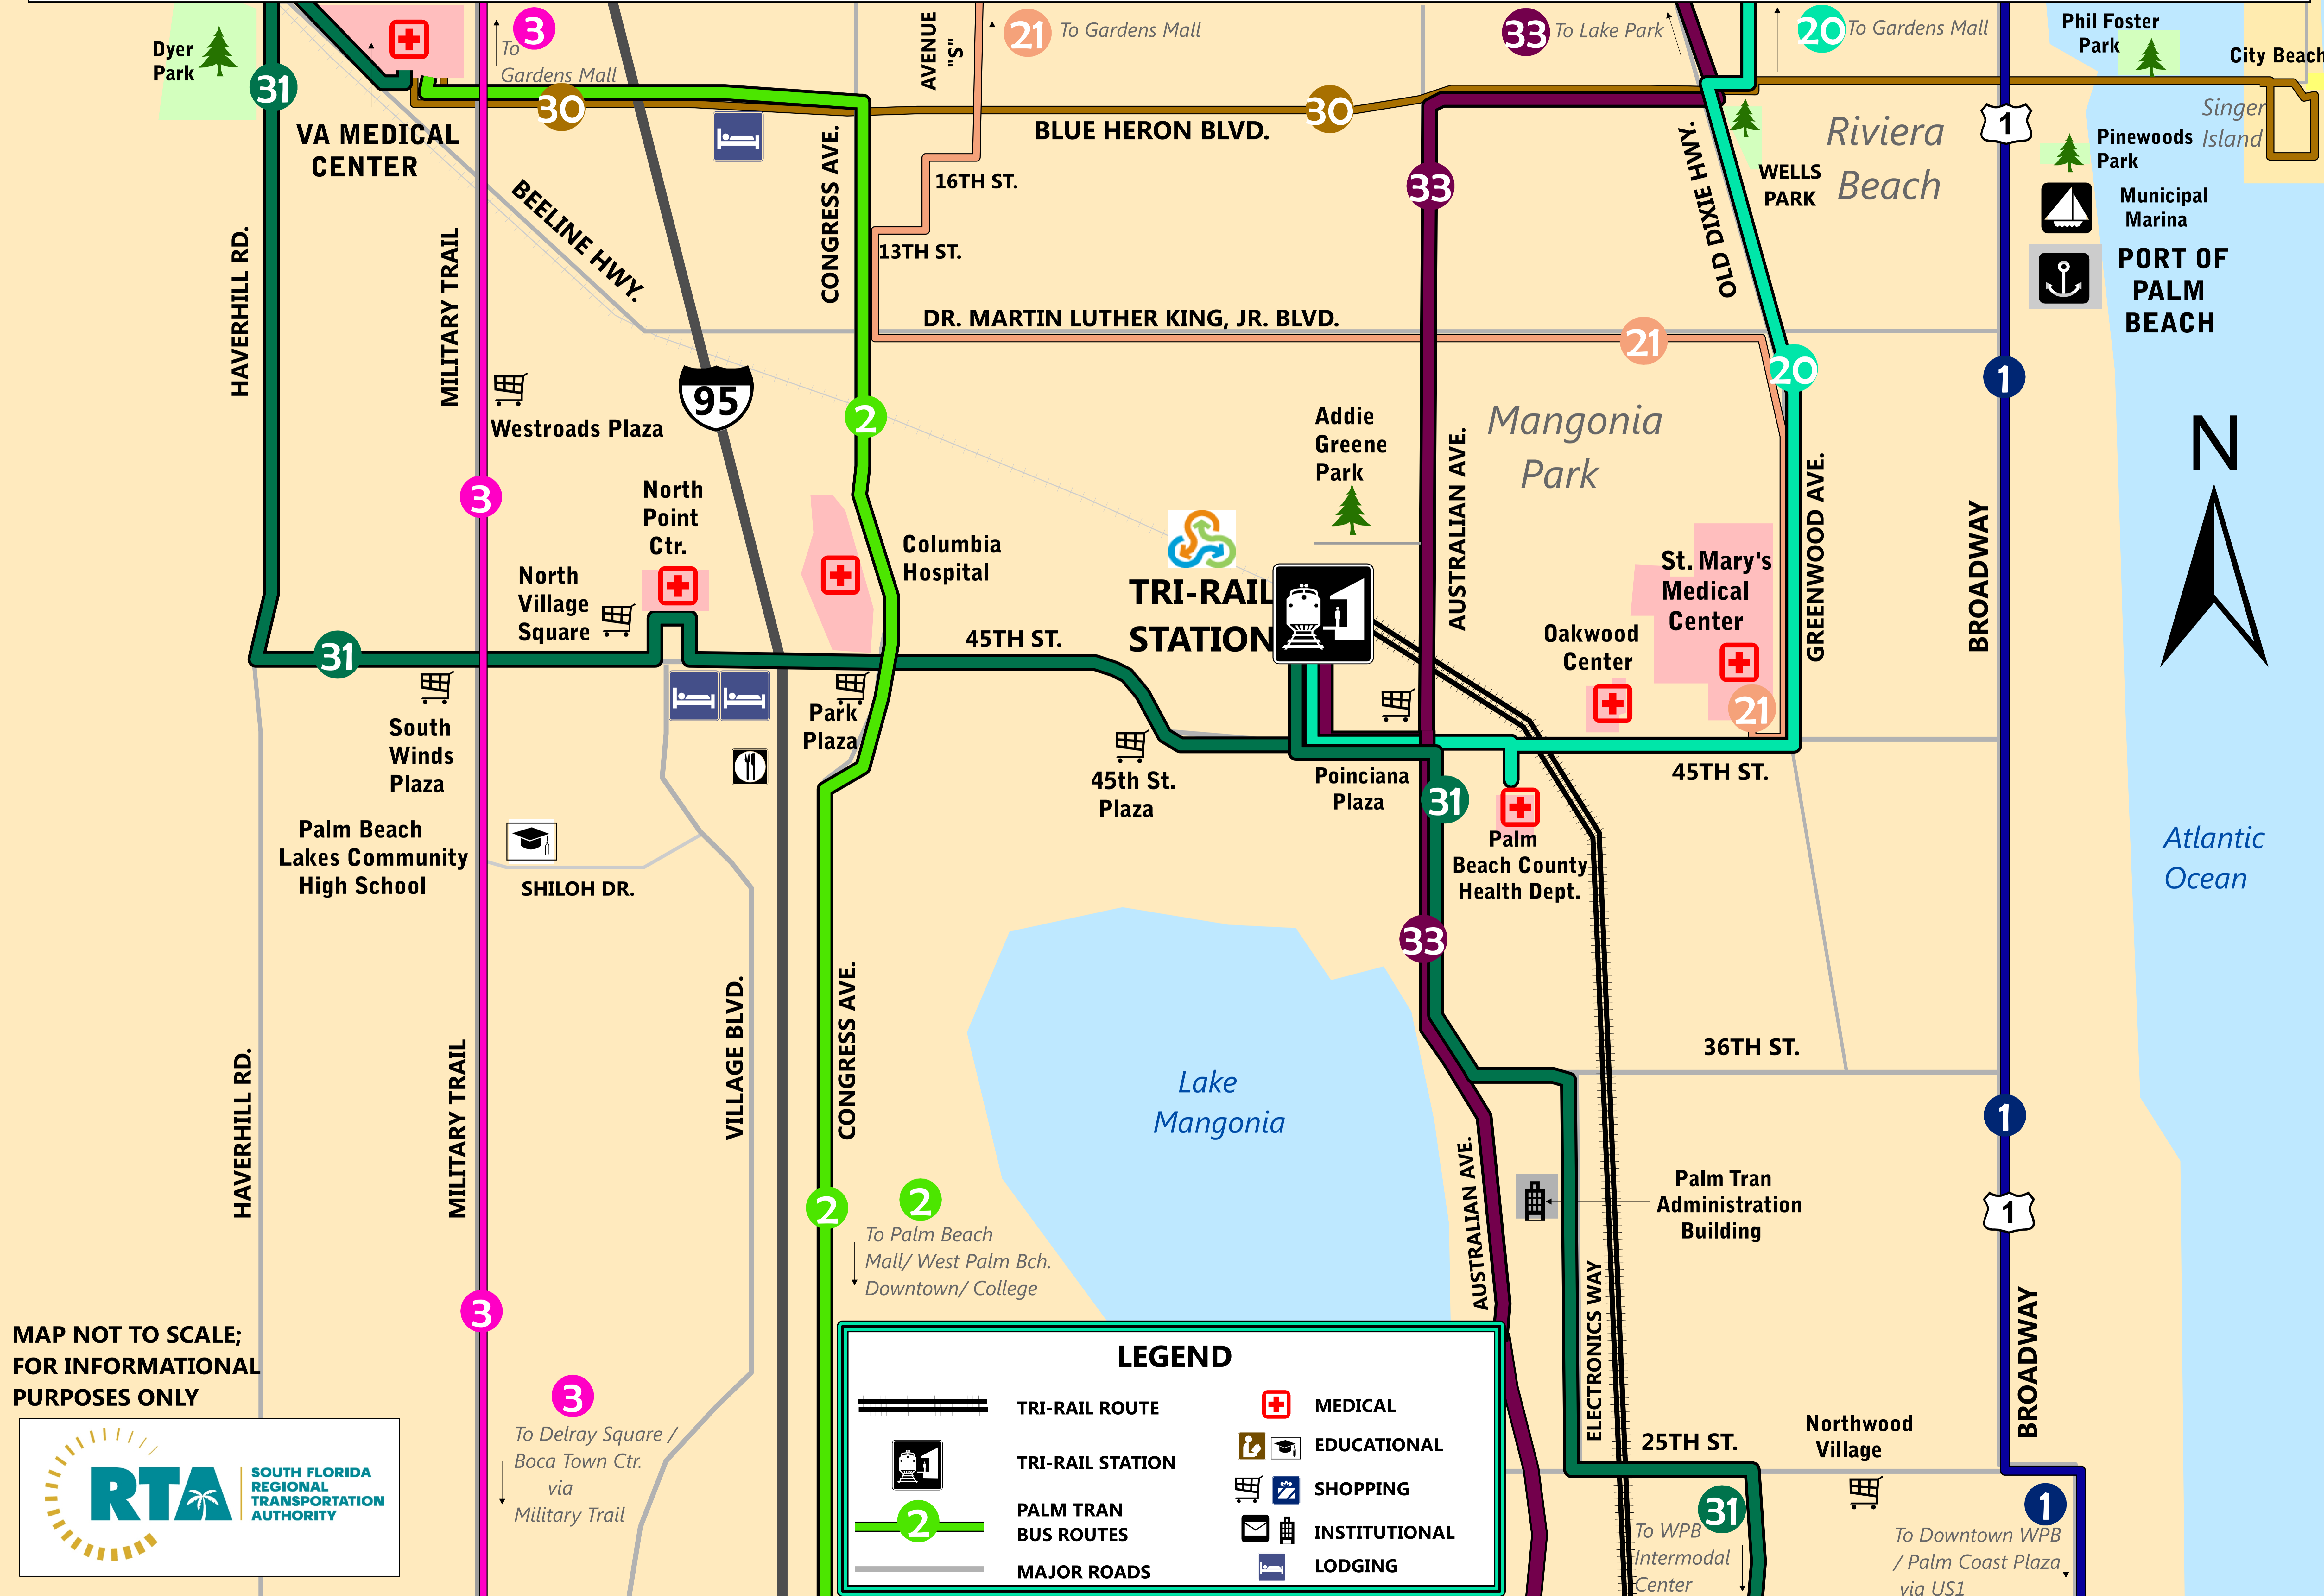 Dyer
Park
31
3
To
Gardens Mall
AVENUE
"S"
21
To Gardens Mall
33
To Lake Park
20
To Gardens Mall
Phil Foster
Park
City Beach
30
30
BLUE HERON BLVD.
1
Singer
Island
VA MEDICAL
CENTER
Riviera
Beach
Pinewoods
Park
CONGRESS AVE.
16TH ST.
33
OLD DIXIE HWY.
WELLS
PARK
Municipal
Marina
BEELINE HWY.
13TH ST.
PORT OF
PALM
BEACH
HAVERHILL RD.
MILITARY TRAIL
DR. MARTIN LUTHER KING, JR. BLVD.
21
20
1
95
Westroads Plaza
2
Addie
Greene
Park
Mangonia
Park
N
3
North
Point
Ctr.
AUSTRALIAN AVE.
GREENWOOD AVE.
BROADWAY
Columbia
Hospital
North
Village
Square
TRI-RAIL
STATION
St. Mary's
Medical
Center
Oakwood
Center
31
45TH ST.
21
South
Winds
Plaza
Park
Plaza
45th St.
Plaza
Poinciana
Plaza
31
45TH ST.
Palm
Beach County
Health Dept.
Palm Beach
Lakes Community
High School
SHILOH DR.
Atlantic
Ocean
33
HAVERHILL RD.
MILITARY TRAIL
VILLAGE BLVD.
CONGRESS AVE.
Lake
Mangonia
36TH ST.
1
2
2
To Palm Beach
Mall/ West Palm Bch.
Downtown/ College
AUSTRALIAN AVE.
Palm Tran
Administration
Building
1
3
ELECTRONICS WAY
BROADWAY
MAP NOT TO SCALE;
FOR INFORMATIONAL
PURPOSES ONLY
3
To Delray Square /
Boca Town Ctr.
via
Military Trail
RTA
SOUTH FLORIDA
REGIONAL
TRANSPORTATION
AUTHORITY
LEGEND
TRI-RAIL ROUTE
TRI-RAIL STATION
2
PALM TRAN
BUS ROUTES
MAJOR ROADS
MEDICAL
EDUCATIONAL
SHOPPING
INSTITUTIONAL
LODGING
25TH ST.
Northwood
Village
31
To WPB
Intermodal
Center
1
To Downtown WPB
/ Palm Coast Plaza
via US1